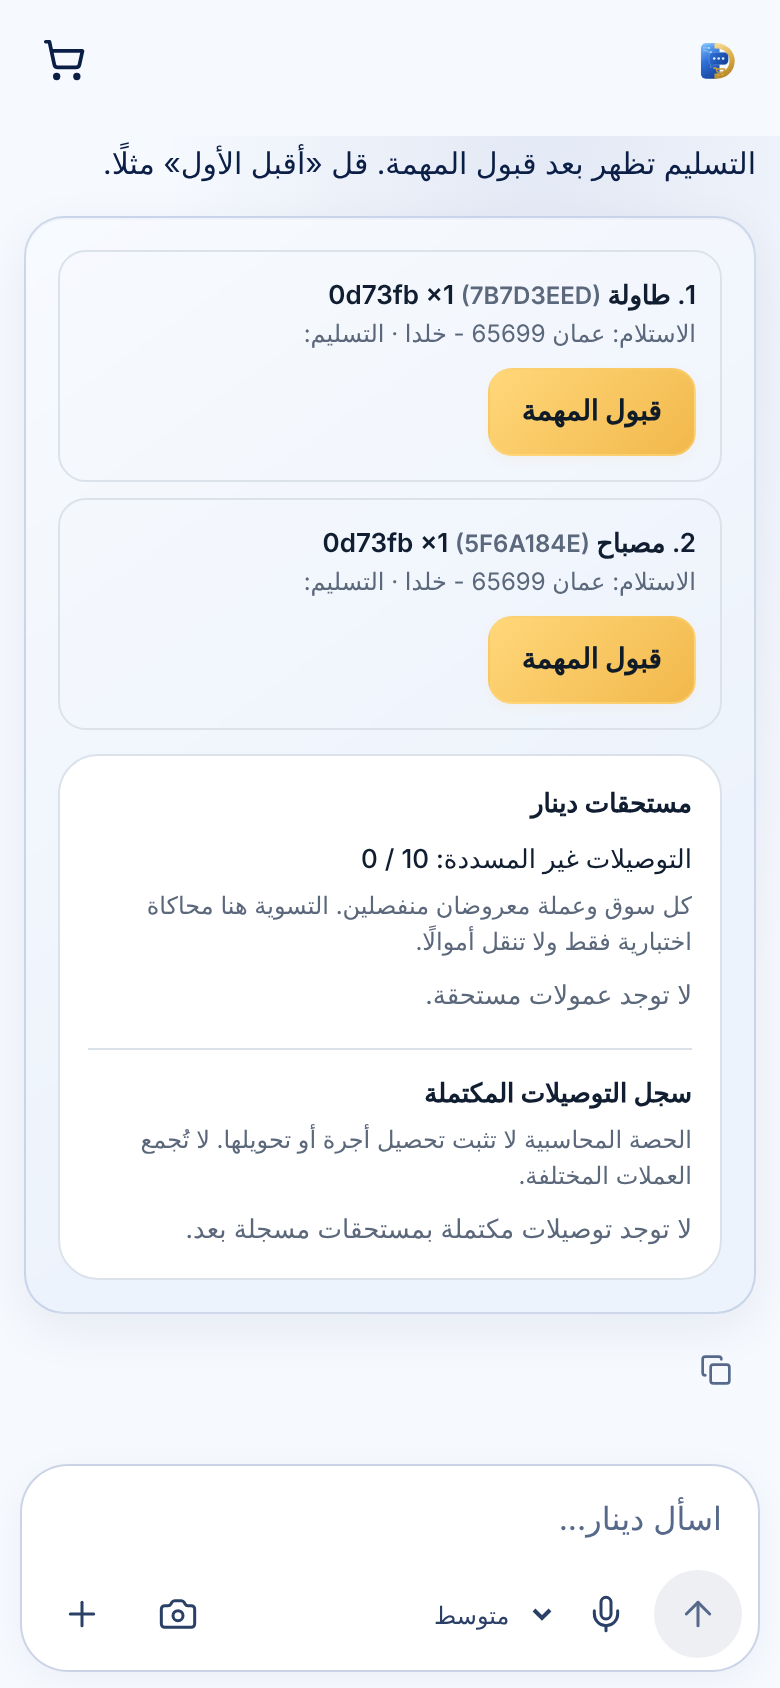 التسليم تظهر بعد قبول المهمة. قل «أقبل الأول» مثلًا.
1. طاولة (7B7D3EED) 0d73fb ×1
الاستلام: عمان 65699 - خلدا · التسليم:
قبول المهمة
2. مصباح (5F6A184E) 0d73fb ×1
الاستلام: عمان 65699 - خلدا · التسليم:
قبول المهمة
مستحقات دينار
التوصيلات غير المسددة: 10 / 0
كل سوق وعملة معروضان منفصلين. التسوية هنا محاكاة
اختبارية فقط ولا تنقل أموالًا.
لا توجد عمولات مستحقة.
سجل التوصيلات المكتملة
الحصة المحاسبية لا تثبت تحصيل أجرة أو تحويلها. لا تُجمع
العملات المختلفة.
لا توجد توصيلات مكتملة بمستحقات مسجلة بعد.
اسأل دينار...
متوسط